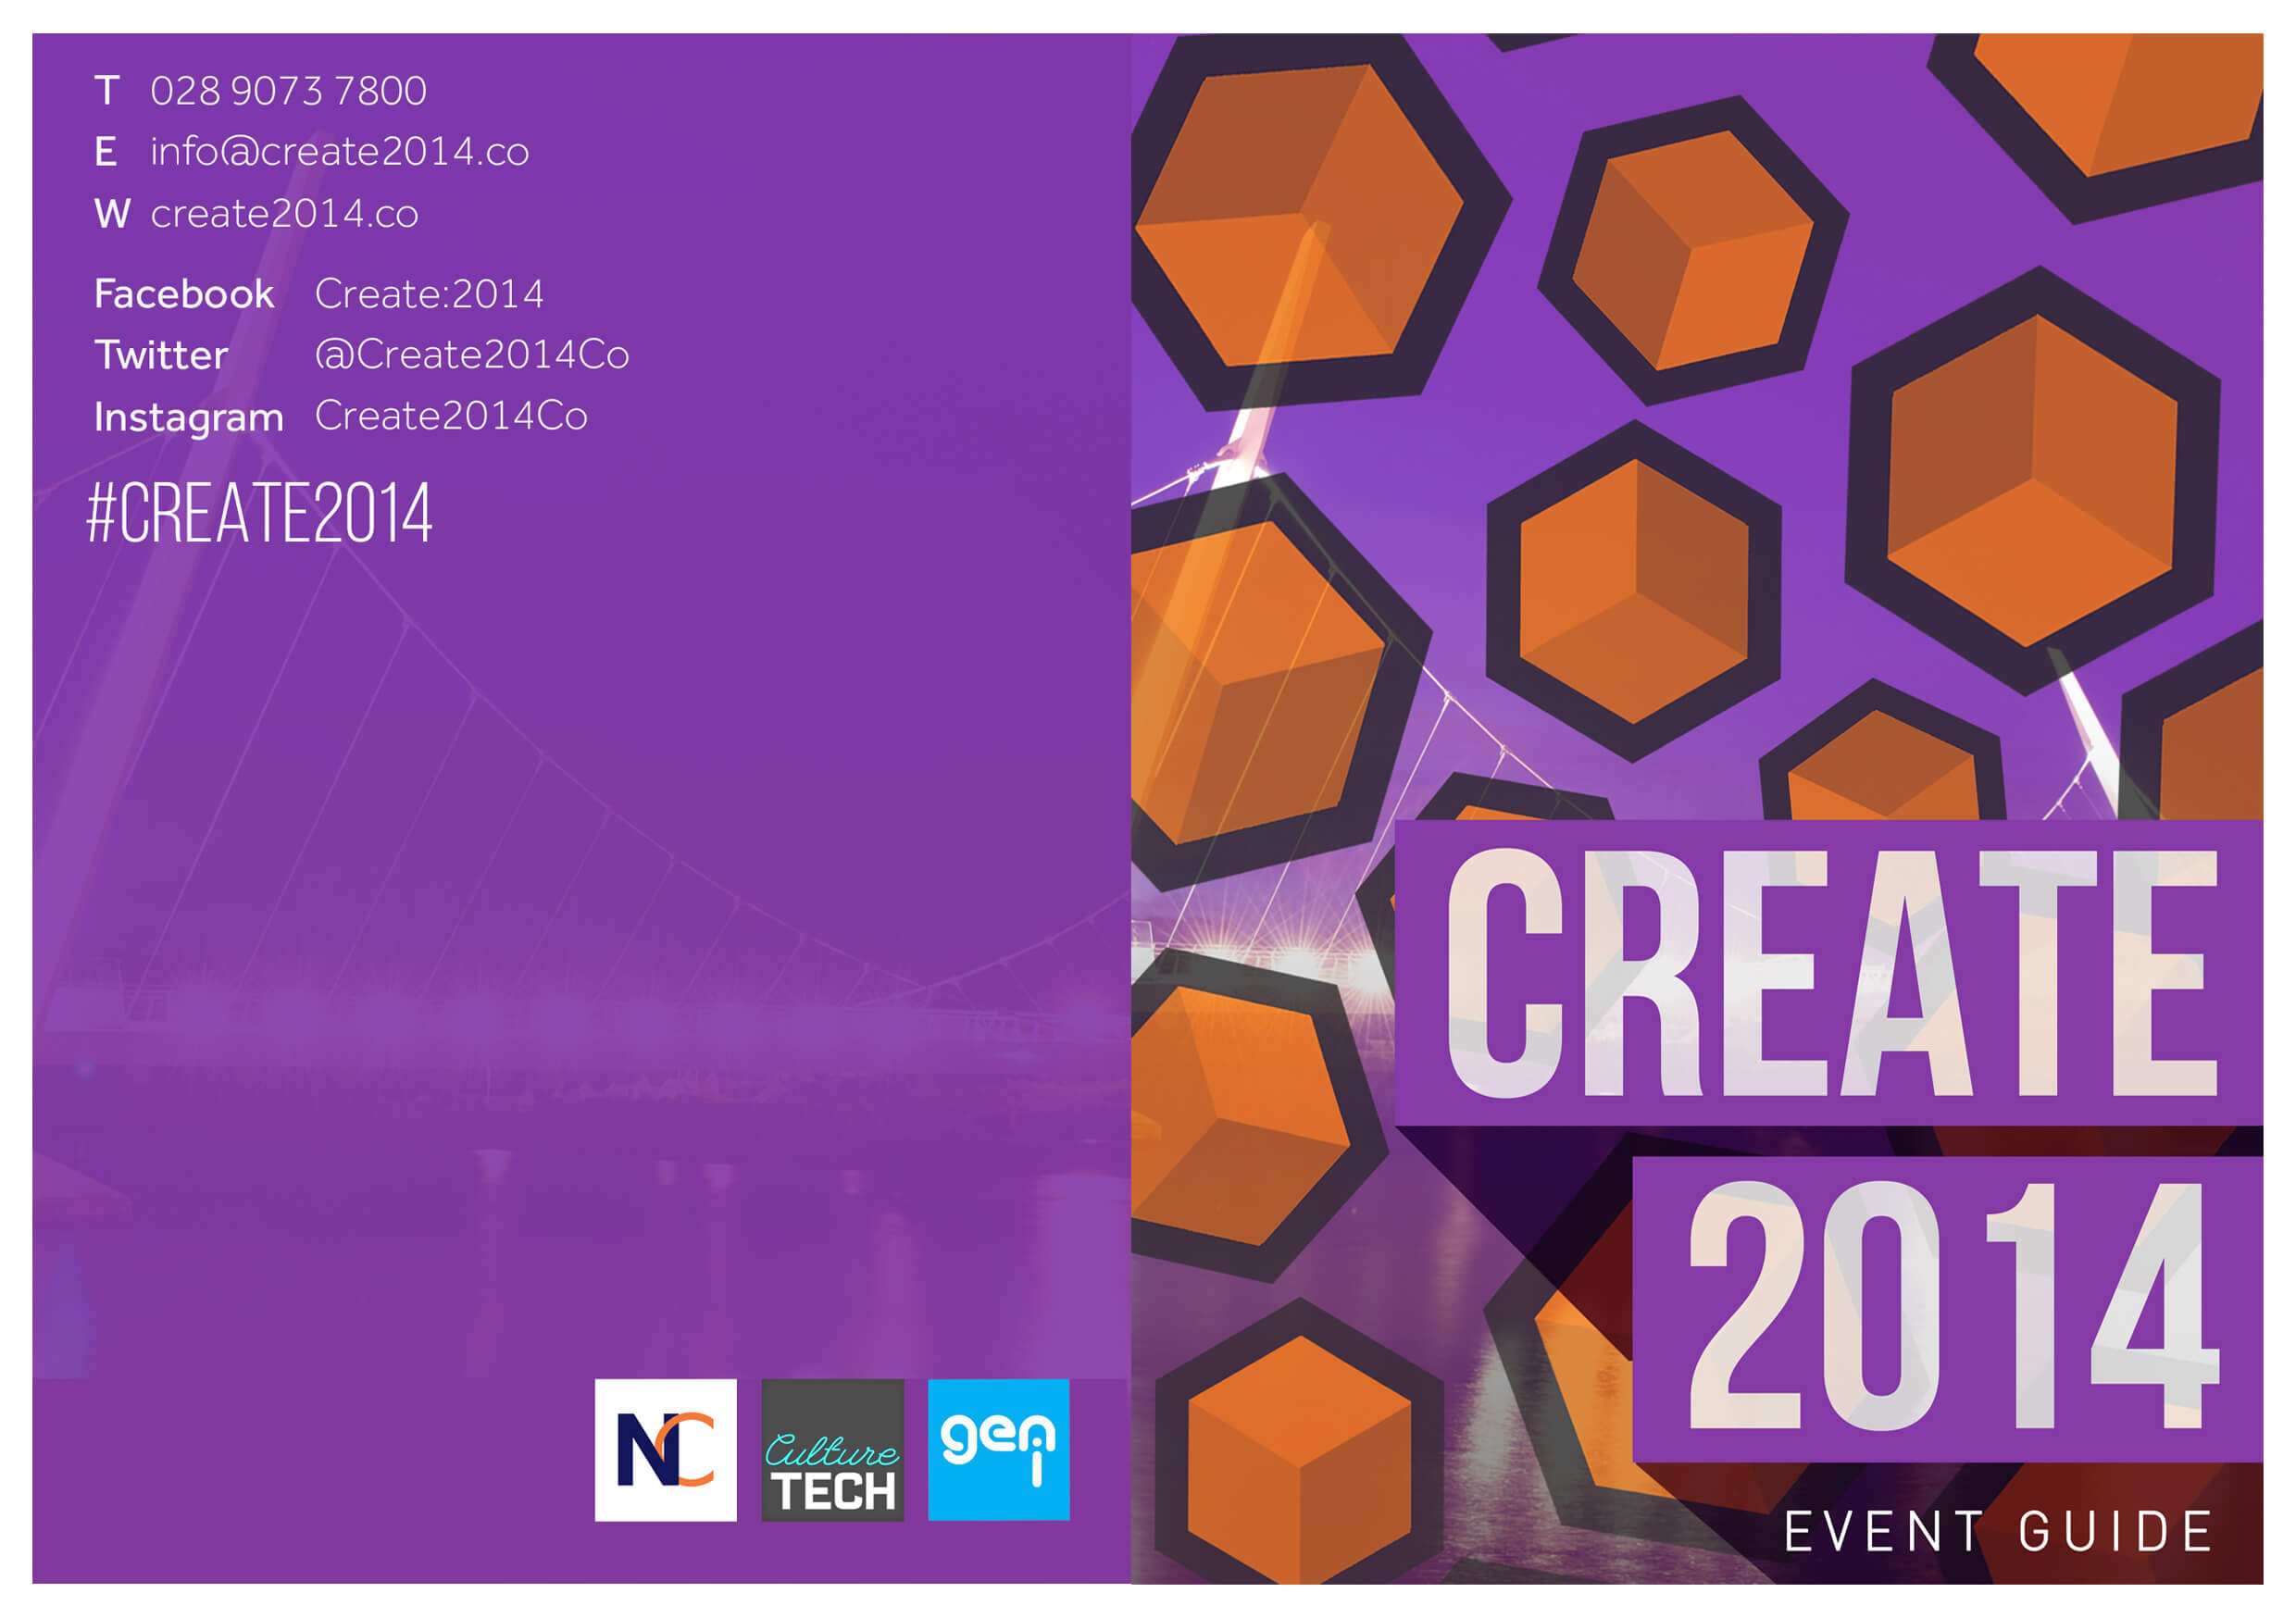 T 028 9073 7800
E info@create2014.co
W create2014.co
Facebook Create:2014
Twitter @Create2014Co
Instagram Create2014Co
#CREATE2014
NC
Culture
TECH
gen i
CREATE
2014
EVENT GUIDE